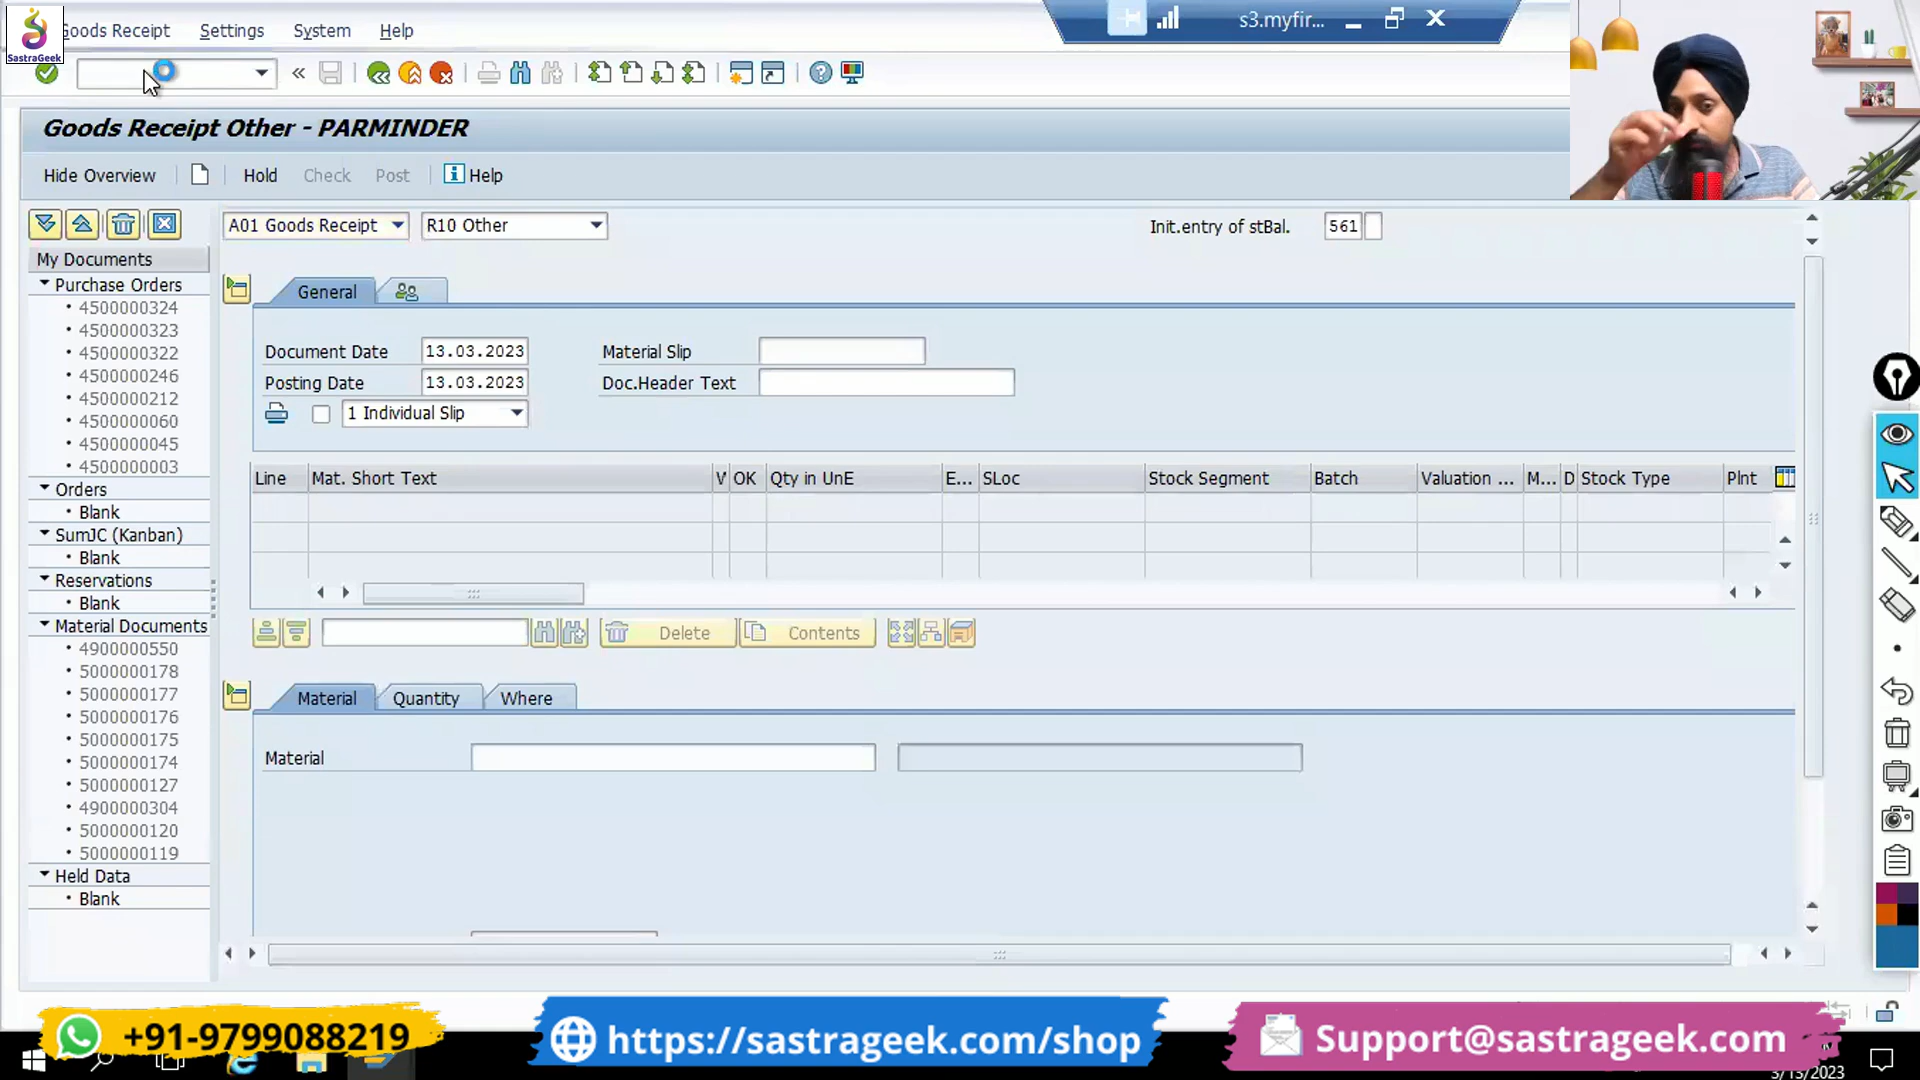 Goods Receipt Settings System Help
s3.myfir...
SastraGeek
Goods Receipt Other - PARMINDER
Hide Overview Hold Check Post Help
A01 Goods Receipt R10 Other Init.entry of stBal. 561
My Documents
Purchase Orders
4500000324
4500000323
4500000322
4500000246
4500000212
4500000060
4500000045
4500000003
Orders
Blank
SumJC (Kanban)
Blank
Reservations
Blank
Material Documents
4900000550
5000000178
5000000177
5000000176
5000000175
5000000174
5000000127
4900000304
5000000120
5000000119
Held Data
Blank
General
Document Date 13.03.2023 Material Slip
Posting Date 13.03.2023 Doc.Header Text
1 Individual Slip
Line Mat. Short Text V OK Qty in UnE E... SLoc Stock Segment Batch Valuation ... M... D Stock Type Plnt
Delete Contents
Material Quantity Where
Material
+91-9799088219 https://sastrageek.com/shop Support@sastrageek.com
3/13/2023